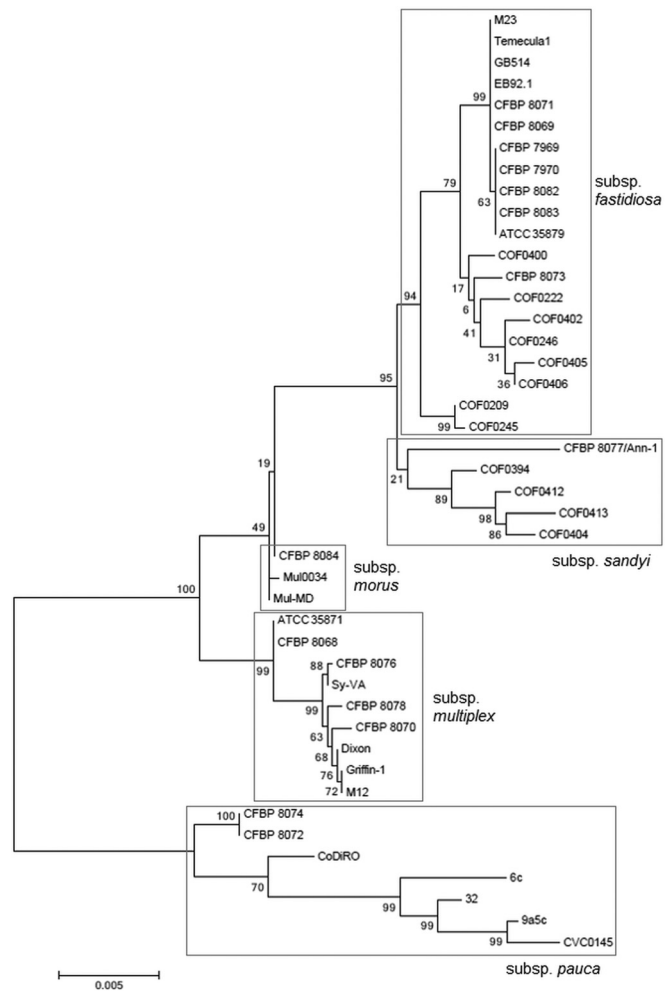 M23
Temecula1
GB514
EB92.1
99
CFBP 8071
CFBP 8069
CFBP 7969
CFBP 7970
79
subsp.
63
CFBP 8082
fastidiosa
CFBP 8083
ATCC 35879
COF0400
17
CFBP 8073
94
6
COF0222
COF0402
41
COF0246
31
COF0405
95
36
COF0406
COF0209
99
COF0245
CFBP 8077/Ann-1
19
21
COF0394
89
COF0412
98
COF0413
49
86
COF0404
CFBP 8084
subsp. sandyi
subsp.
Mul0034
morus
100
Mul-MD
ATCC 35871
CFBP 8068
99
88
CFBP 8076
Sy-VA
subsp.
99
CFBP 8078
multiplex
63
CFBP 8070
68
Dixon
76
Griffin-1
72
M12
100
CFBP 8074
CFBP 8072
CoDiRO
70
6c
99
32
99
9a5c
99
CVC0145
subsp. pauca
0.005